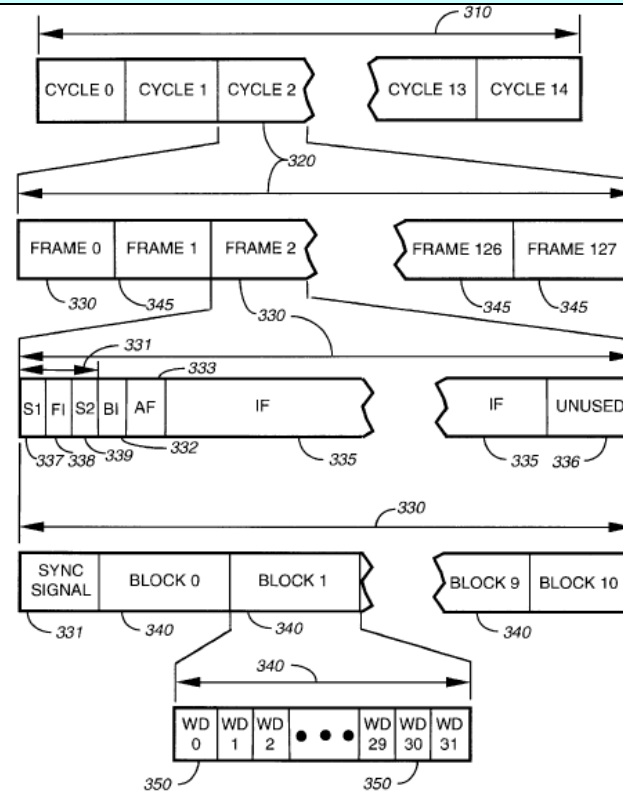 310
CYCLE 0 CYCLE 1 CYCLE 2 CYCLE 13 CYCLE 14
320
FRAME 0 FRAME 1 FRAME 2 FRAME 126 FRAME 127
330 345 330 345 345
331 333
S1 FI S2 BI AF IF IF UNUSED
337 338 339 332 335 335 336
330
SYNC SIGNAL BLOCK 0 BLOCK 1 BLOCK 9 BLOCK 10
331 340 340 340
340
WD 0 WD 1 WD 2 ● ● ● WD 29 WD 30 WD 31
350 350